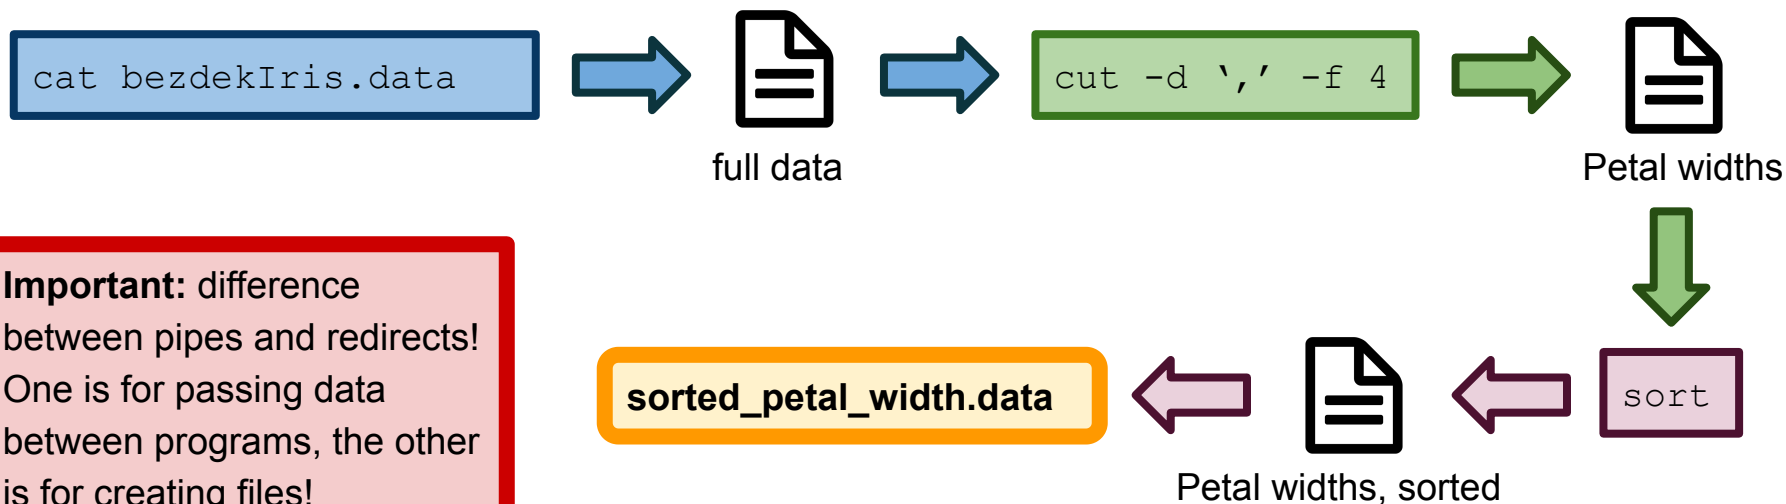 cat bezdekIris.data
full data
cut -d ‘,’ -f 4
Petal widths
sort
Petal widths, sorted
sorted_petal_width.data
Important: difference
between pipes and redirects!
One is for passing data
between programs, the other
is for creating files!